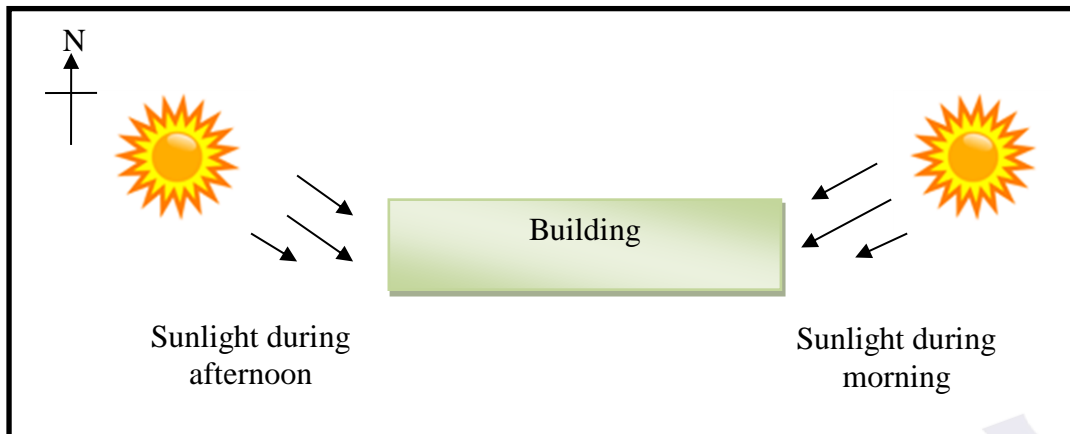 N
Building
Sunlight during
afternoon
Sunlight during
morning